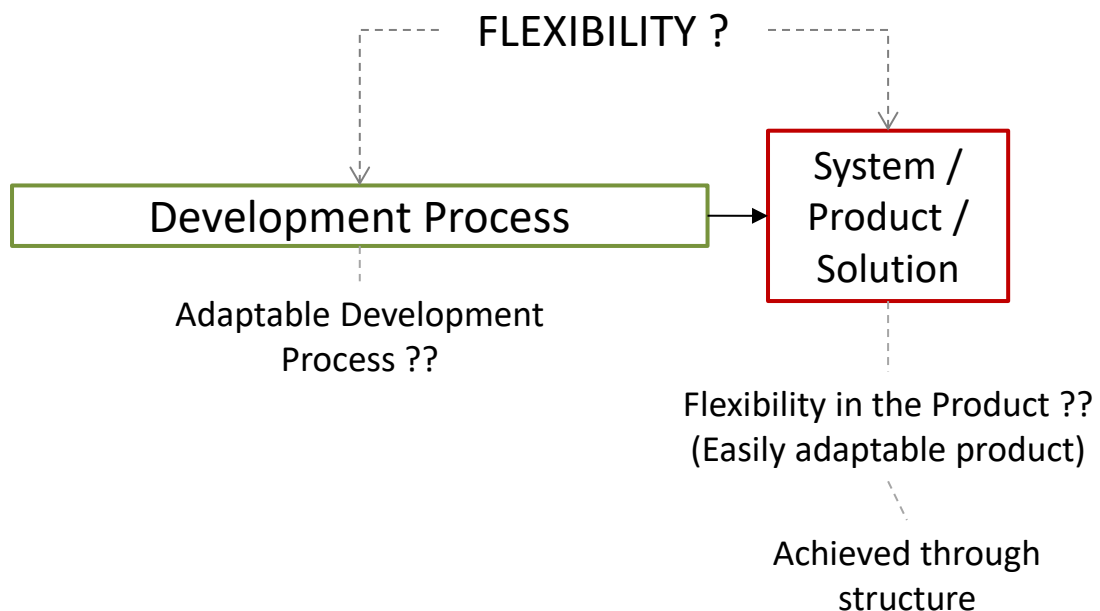 FLEXIBILITY ?
Development Process
System /
Product /
Solution
Adaptable Development
Process ??
Flexibility in the Product ??
(Easily adaptable product)
Achieved through
structure